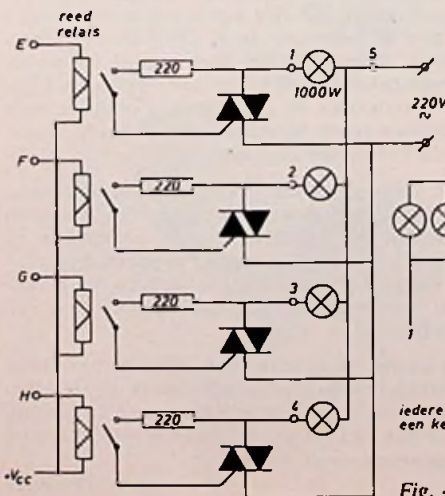 reed
relais
E
220
1
1000W
5
220V
~
F
220
2
G
220
3
1
H
220
4
+Vcc
iedere
een ke
Fig.